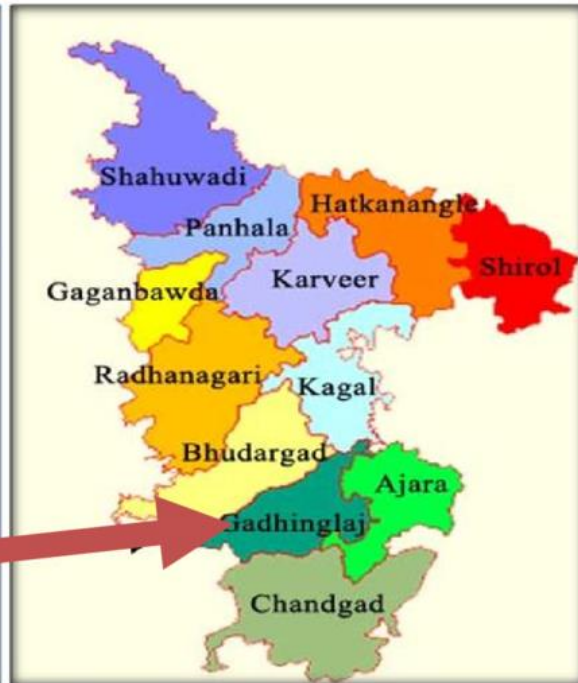 Shahuwadi
Hatkanangle
Panhala
Shirol
Karveer
Gaganbawda
Radhanagari
Kagal
Bhudargad
Ajara
Gadhinglaj
Chandgad